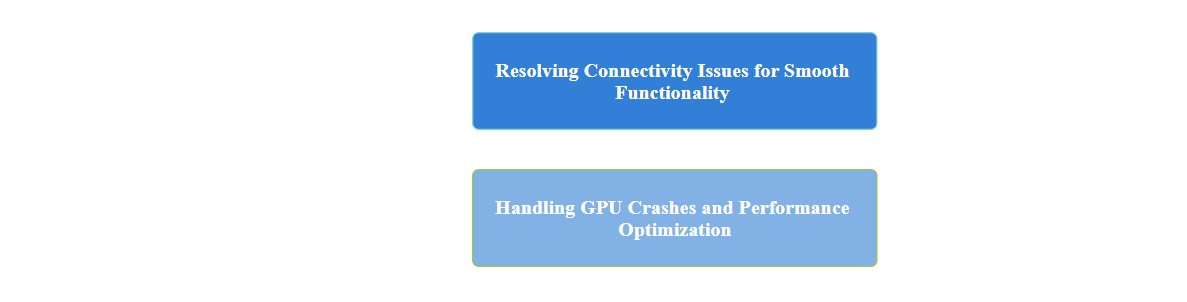 Resolving Connectivity Issues for Smooth
Functionality
Handling GPU Crashes and Performance
Optimization